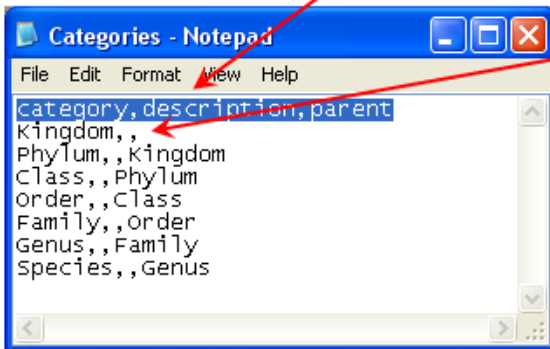 Categories - Notepad
File Edit Format View Help
category,description,parent
Kingdom,,
Phylum,,Kingdom
Class,,Phylum
Order,,Class
Family,,Order
Genus,,Family
Species,,Genus